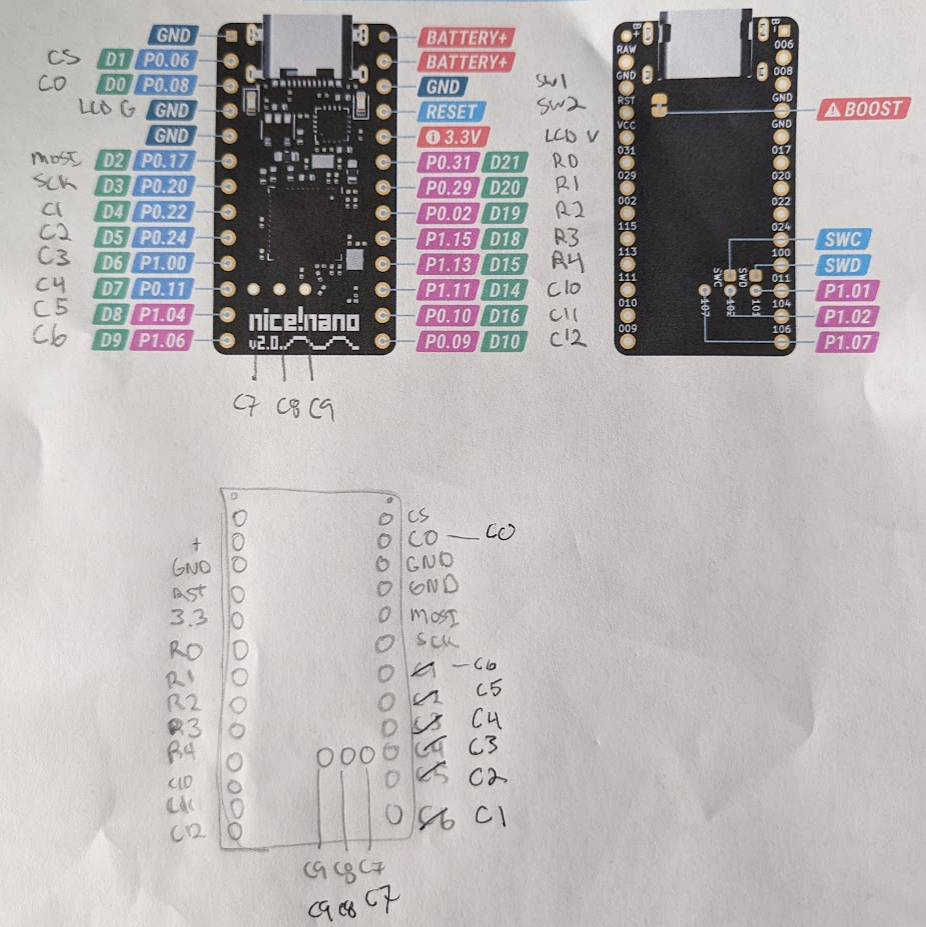 GND BATTERY+ B+ B-
CS D1 P0.06 BATTERY+ RAW 006
C0 D0 P0.08 GND SW1 GND 008
LCD G GND RESET SW2 RST GND BOOST
GND 3.3V LCD V VCC GND
MOSI D2 P0.17 P0.31 D21 R0 031 017
SCK D3 P0.20 P0.29 D20 R1 029 020
C1 D4 P0.22 P0.02 D19 R2 002 022
C2 D5 P0.24 P1.15 D18 R3 115 024 SWC
C3 D6 P1.00 P1.13 D15 R4 113 100 SWD
C4 D7 P0.11 P1.11 D14 C10 111 SWC SWD 011 P1.01
C5 D8 P1.04 nice!nano P0.10 D16 C11 010 107 102 101 104 P1.02
C6 D9 P1.06 v2.0 P0.09 D10 C12 009 106 P1.07
C7 C8 C9
CS
+ C0 C0
GND GND
RST GND
3.3 MOSI
R0 SCK
R1 C1 C6
R2 C2 C5
R3 C3 C4
R4 C4 C3
C10 C5 C2
C11
C12 C6 C1
C9 C8 C7
C9 C8 C7